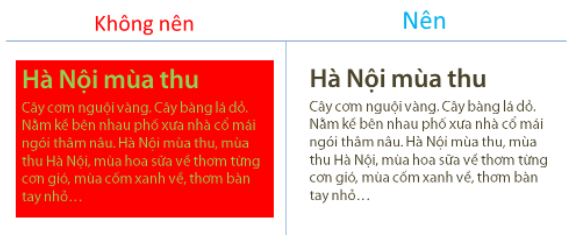 Không nên
Nên
Hà Nội mùa thu
Cây cơm nguội vàng. Cây bàng lá đỏ.
Nằm kề bên nhau phố xưa nhà cổ mái
ngói thâm nâu. Hà Nội mùa thu, mùa
thu Hà Nội, mùa hoa sữa về thơm từng
cơn gió, mùa cốm xanh về, thơm bàn
tay nhỏ…
Hà Nội mùa thu
Cây cơm nguội vàng. Cây bàng lá đỏ.
Nằm kề bên nhau phố xưa nhà cổ mái
ngói thâm nâu. Hà Nội mùa thu, mùa
thu Hà Nội, mùa hoa sữa về thơm từng
cơn gió, mùa cốm xanh về, thơm bàn
tay nhỏ…